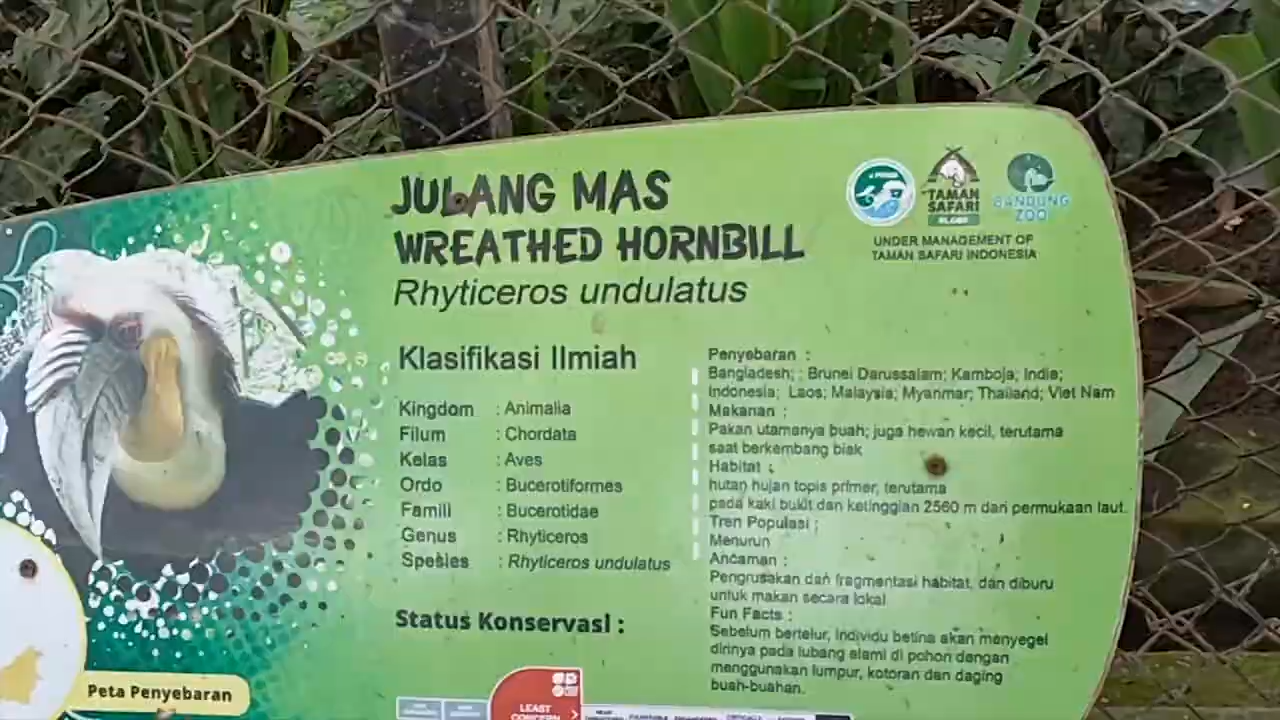 JULANG MAS
WREATHED HORNBILL
Rhyticeros undulatus
TAMAN
SAFARI
BANDUNG
ZOO
UNDER MANAGEMENT OF
TAMAN SAFARI INDONESIA
Klasifikasi Ilmiah
Kingdom : Animalia
Filum : Chordata
Kelas : Aves
Ordo : Bucerotiformes
Famili : Bucerotidae
Genus : Rhyticeros
Spesies : Rhyticeros undulatus
Status Konservasi :
LEAST
CONCERN
Peta Penyebaran
Penyebaran :
Bangladesh; ; Brunei Darussalam; Kamboja; India;
Indonesia; Laos; Malaysia; Myanmar; Thailand; Viet Nam
Makanan :
Pakan utamanya buah; juga hewan kecil, terutama
saat berkembang biak
Habitat :
hutan hujan topis primer, terutama
pada kaki bukit dan ketinggian 2560 m dari permukaan laut.
Tren Populasi :
Menurun
Ancaman :
Pengrusakan dan fragmentasi habitat, dan diburu
untuk makan secara lokal
Fun Facts :
Sebelum bertelur, individu betina akan menyegel
dirinya pada lubang alami di pohon dengan
menggunakan lumpur, kotoran dan daging
buah-buahan.